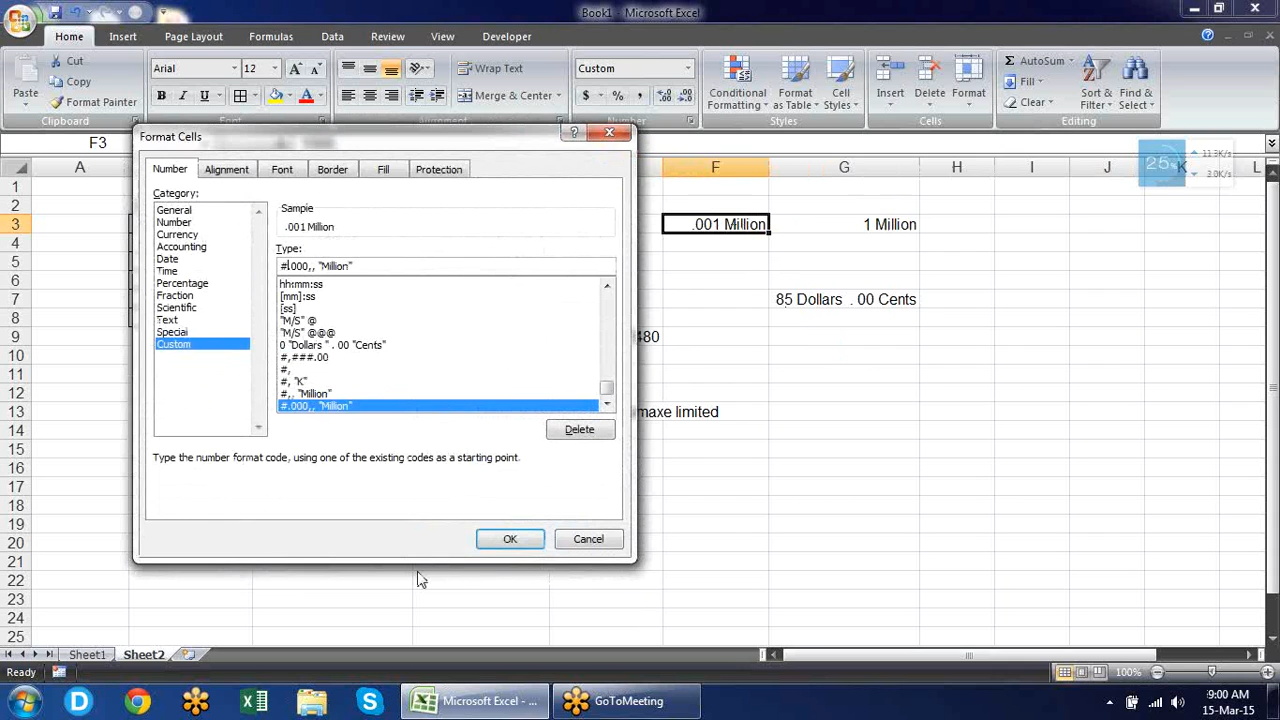 Book1 - Microsoft Excel
Home Insert Page Layout Formulas Data Review View Developer
Paste
Cut
Copy
Format Painter
Clipboard
Arial 12
B I U
Wrap Text
Merge & Center
Custom
$ % ,
Conditional Formatting
Format as Table
Cell Styles
Styles
Insert Delete Format
Cells
Σ AutoSum
Fill
Clear
Sort & Filter
Find & Select
Editing
F3
A F G H I J K L
25%
11.3K/s
3.0K/s
1
2
3 .001 Million 1 Million
4
5
6
7 85 Dollars . 00 Cents
8
9 480
10
11
12
13 maxe limited
14
15
16
17
18
19
20
21
22
23
24
25
Format Cells
Number Alignment Font Border Fill Protection
Category:
General
Number
Currency
Accounting
Date
Time
Percentage
Fraction
Scientific
Text
Special
Custom
Sample
.001 Million
Type:
#.000,, "Million"
hh:mm:ss
[mm]:ss
[ss]
"M/S" @
"M/S" @@@
0 "Dollars " . 00 "Cents"
#,###.00
#,
#, "K"
#,, "Million"
#.000,, "Million"
Delete
Type the number format code, using one of the existing codes as a starting point.
OK Cancel
Sheet1 Sheet2
Ready 100%
Microsoft Excel - ...
GoToMeeting
9:00 AM
15-Mar-15